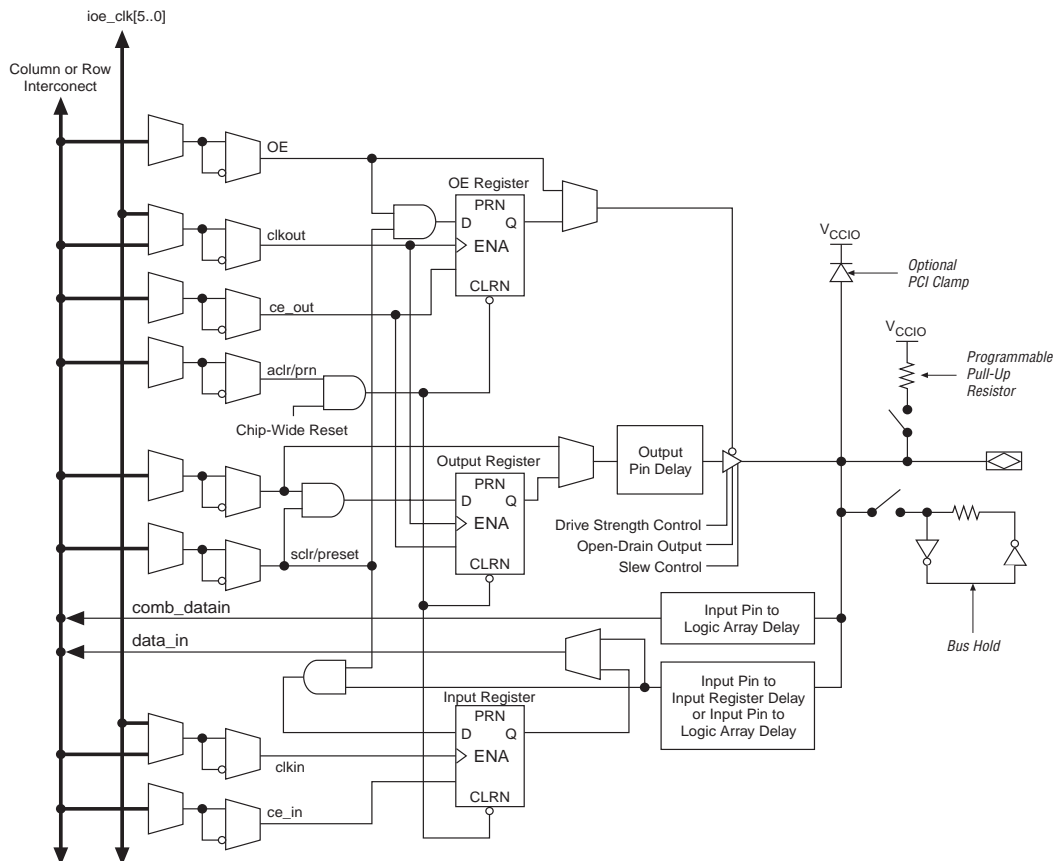 ioe_clk[5..0]
Column or Row
Interconect
OE
OE Register
PRN
D
Q
ENA
CLRN
clkout
ce_out
aclr/prn
Chip-Wide Reset
VCCIO
Optional
PCI Clamp
VCCIO
Programmable
Pull-Up
Resistor
Output Register
PRN
D
Q
ENA
CLRN
Output
Pin Delay
sclr/preset
Drive Strength Control
Open-Drain Output
Slew Control
comb_datain
Input Pin to
Logic Array Delay
Bus Hold
data_in
Input Pin to
Input Register Delay
or Input Pin to
Logic Array Delay
Input Register
PRN
D
Q
ENA
CLRN
clkin
ce_in